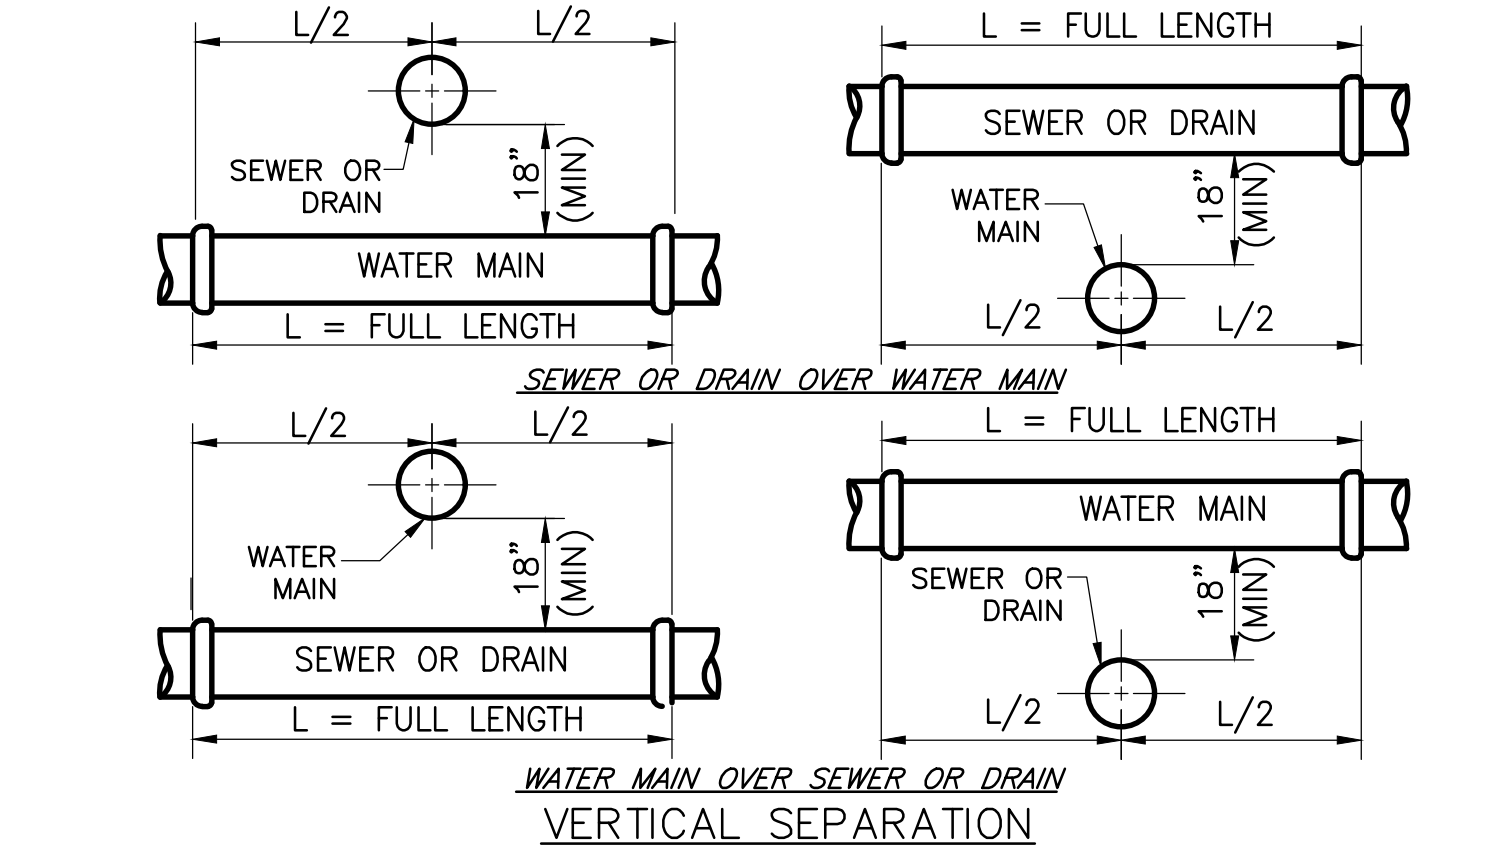 L/2 L/2
SEWER OR
DRAIN
18"
(MIN)
WATER MAIN
L = FULL LENGTH
L = FULL LENGTH
SEWER OR DRAIN
WATER
MAIN
18"
(MIN)
L/2 L/2
SEWER OR DRAIN OVER WATER MAIN
L/2 L/2
WATER
MAIN
18"
(MIN)
SEWER OR DRAIN
L = FULL LENGTH
L = FULL LENGTH
WATER MAIN
SEWER OR
DRAIN
18"
(MIN)
L/2 L/2
WATER MAIN OVER SEWER OR DRAIN
VERTICAL SEPARATION